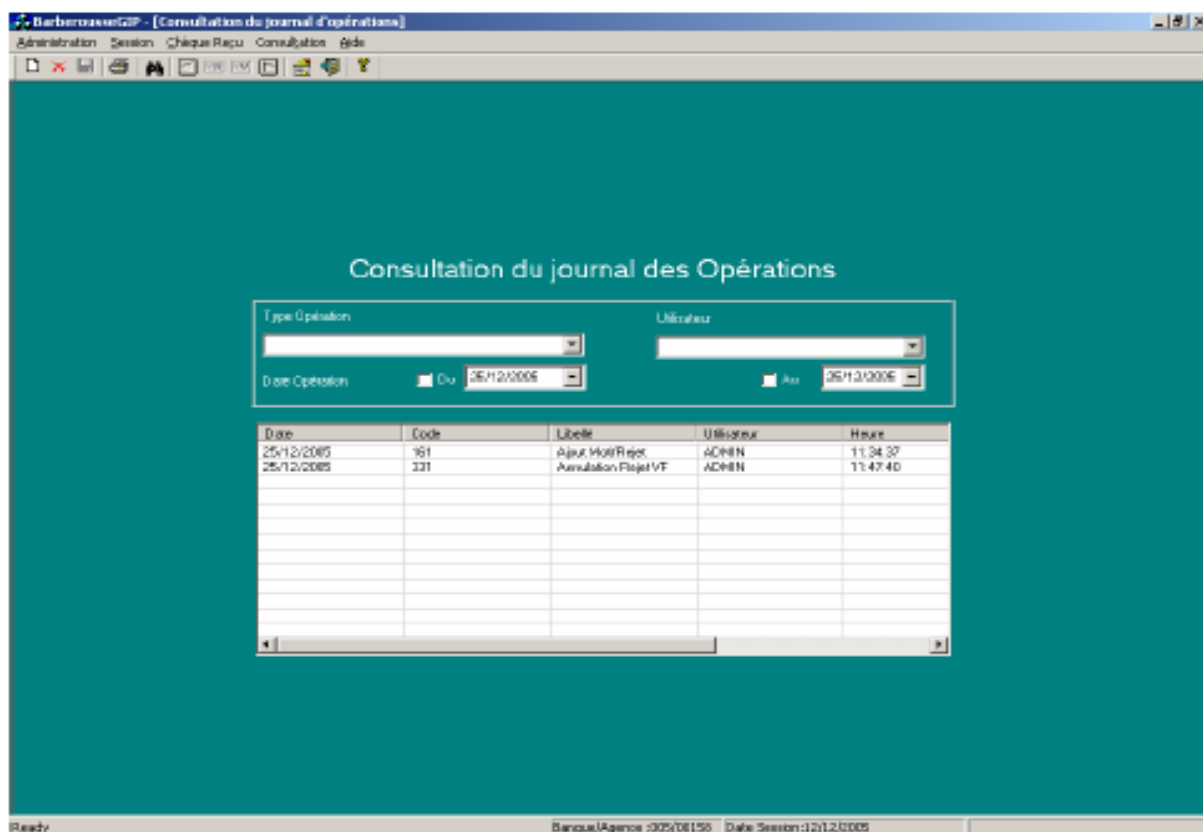 BarberousseGIP - [Consultation du journal d'opérations]
Administration Session Chèque Reçu Consultation Aide
Consultation du journal des Opérations
Type Opération Utilisateur
Date Opération Du 25/12/2005 Au 25/12/2005
Date Code Libellé Utilisateur Heure
25/12/2005 161 Ajout Motif Rejet ADMIN 11:34:37
25/12/2005 331 Annulation Rejet VF ADMIN 11:47:40
Ready Banque/Agence :005/00156 Date Session :12/12/2005